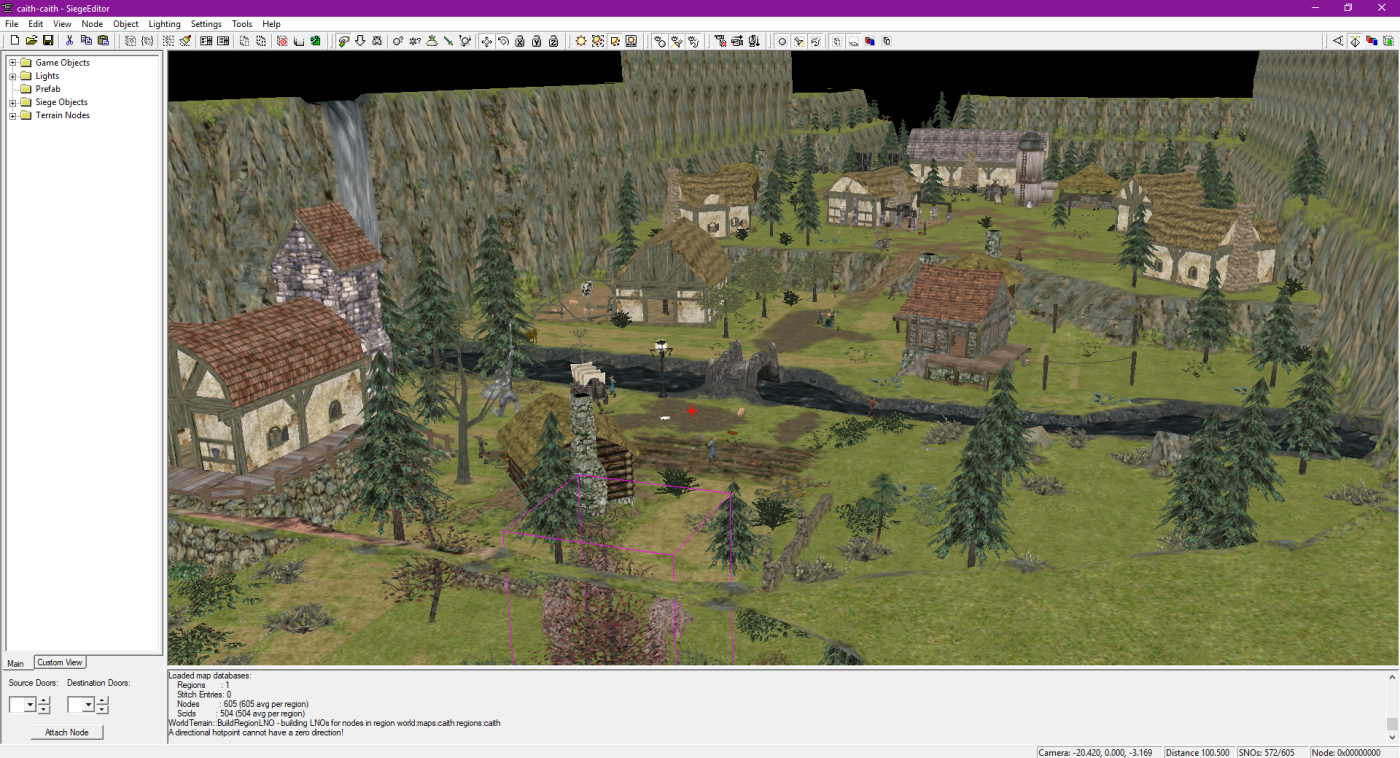 caith-caith - SiegeEditor
File Edit View Node Object Lighting Settings Tools Help
Game Objects
Lights
Prefab
Siege Objects
Terrain Nodes
Main Custom View
Source Doors: Destination Doors:
Attach Node
Loaded map databases:
Regions : 1
Stitch Entries: 0
Nodes : 605 (605 avg per region)
Scids : 504 (504 avg per region)
WorldTerrain::BuildRegionLNO - building LNOs for nodes in region world:maps:caith:regions:caith
A directional hotpoint cannot have a zero direction!
Camera: -20.420, 0.000, -3.169 Distance 100.500 SNOs: 572/605 Node: 0x00000000